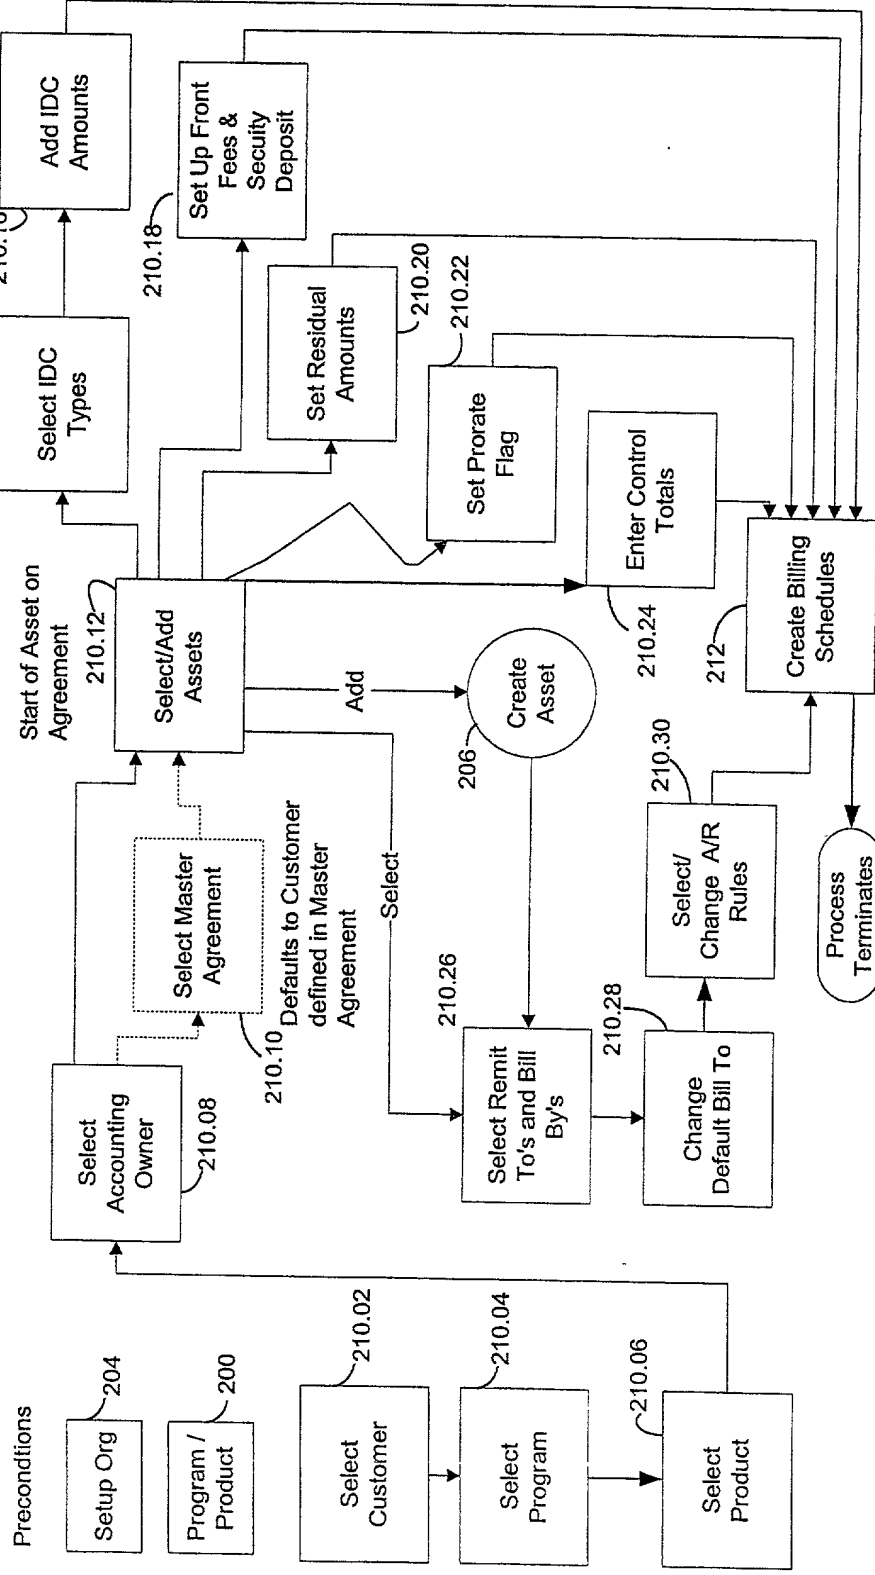 Precondtions
Setup Org
204
Program /
Product
200
Select
Customer
210.02
Select
Program
210.04
Select
Product
210.06
Select
Accounting
Owner
210.08
Select Master
Agreement
210.10
Defaults to Customer
defined in Master
Agreement
Start of Asset on
Agreement
210.12
Select/Add
Assets
Select IDC
Types
Add IDC
Amounts
Set Up Front
Fees &
Secuity
Deposit
210.18
Set Residual
Amounts
210.20
Set Prorate
Flag
210.22
Enter Control
Totals
210.24
Add
Select
Create
Asset
206
Select Remit
To's and Bill
By's
210.26
Change
Default Bill To
210.28
Select/
Change A/R
Rules
210.30
Create Billing
Schedules
212
Process
Terminates